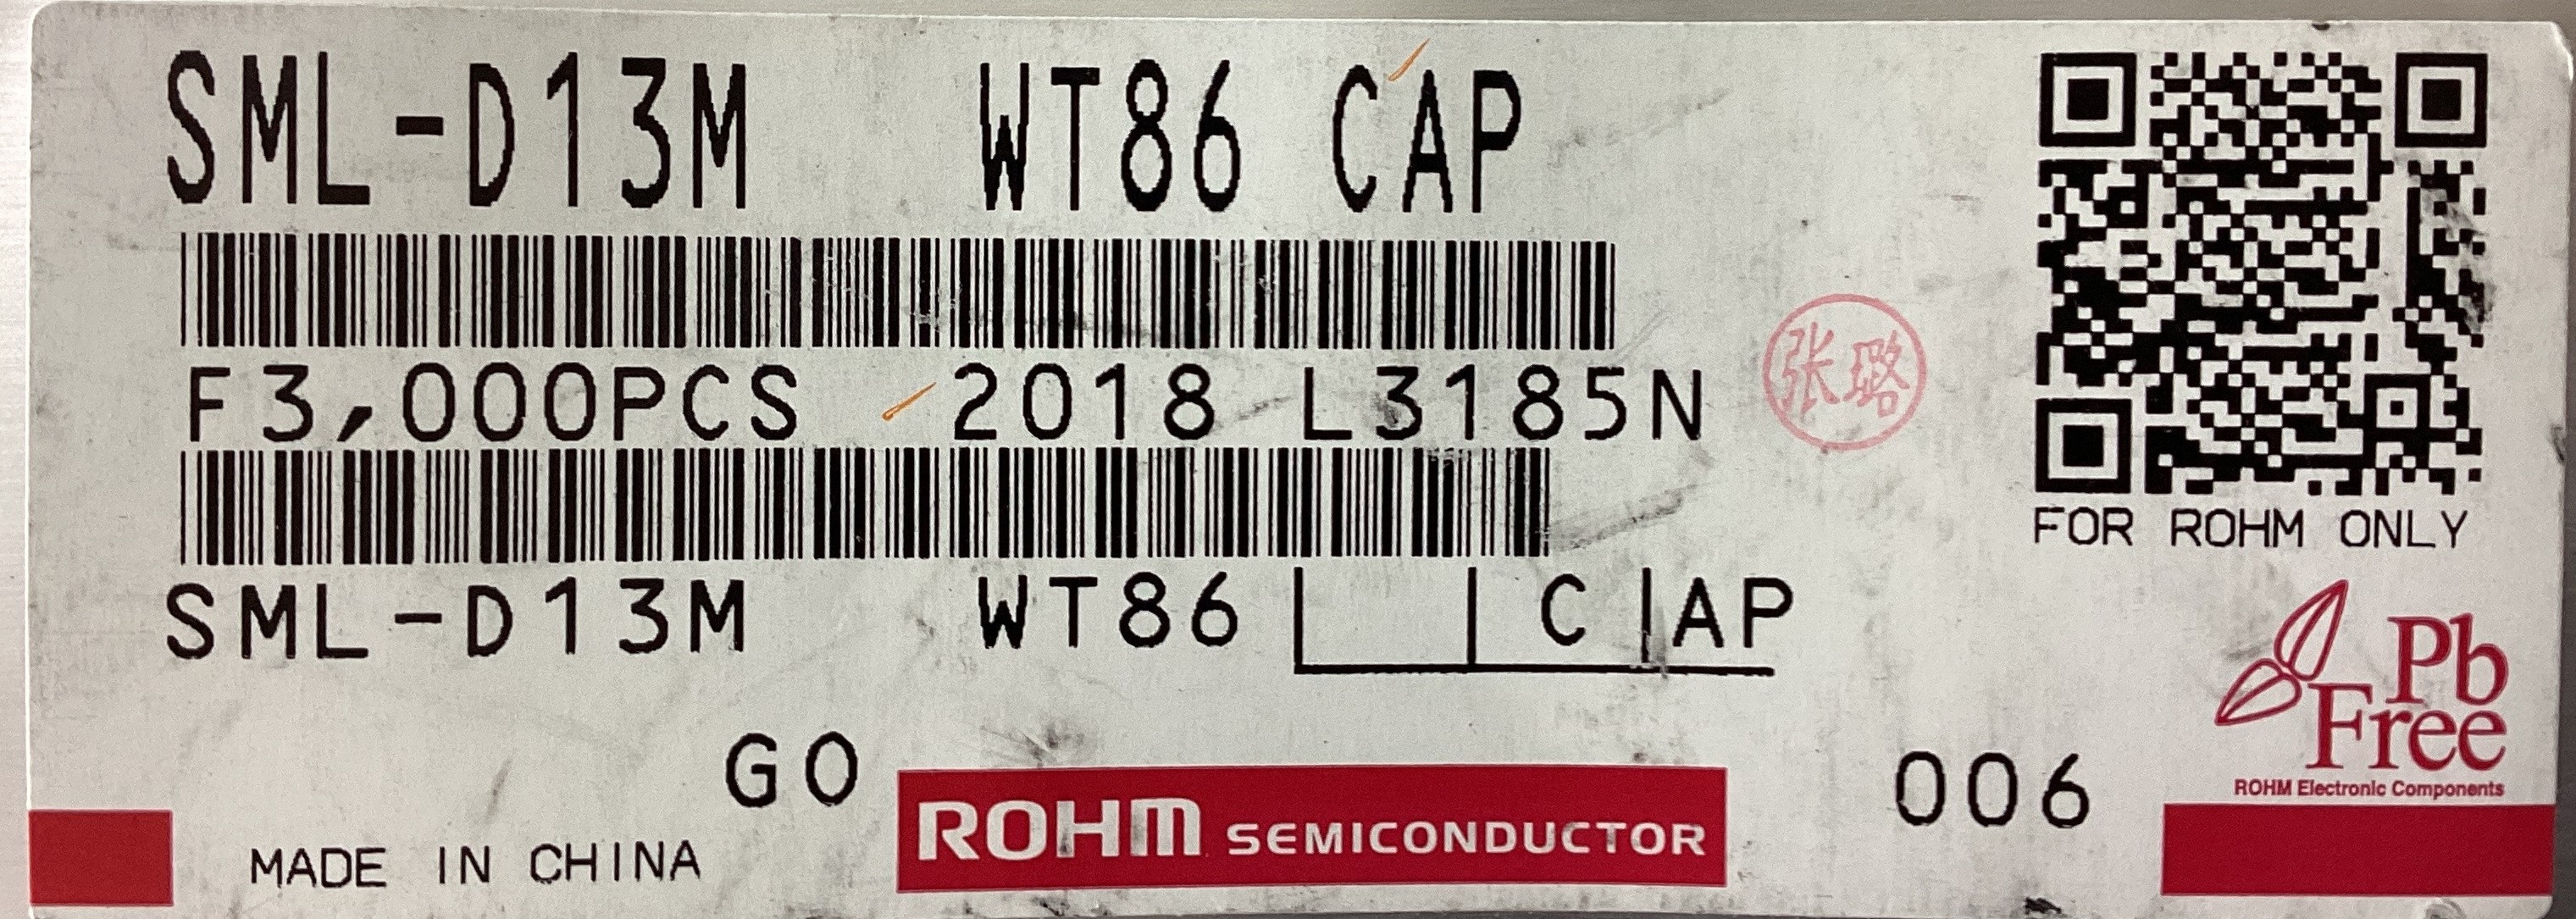 SML-D13M WT86 CAP
F3,000PCS 2018 L3185N
张璐
FOR ROHM ONLY
SML-D13M WT86 C AP
Pb
Free
ROHM Electronic Components
GO
006
ROHM SEMICONDUCTOR
MADE IN CHINA